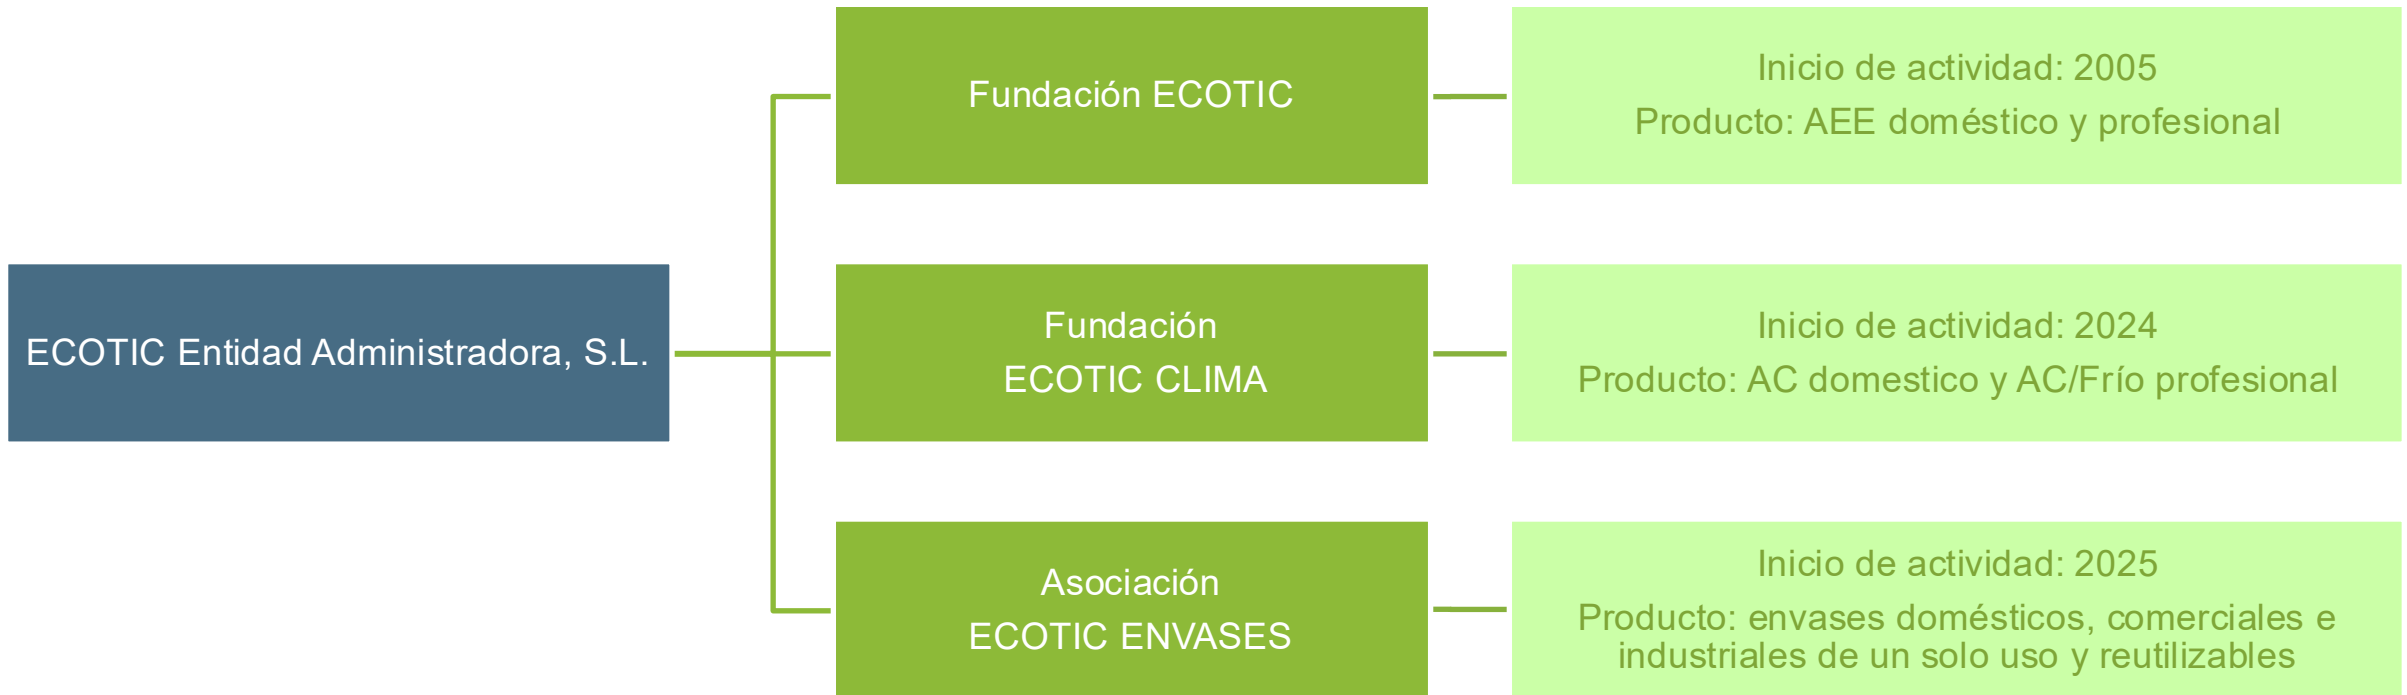 ECOTIC Entidad Administradora, S.L.
Fundación ECOTIC
Inicio de actividad: 2005
Producto: AEE doméstico y profesional
Fundación
ECOTIC CLIMA
Inicio de actividad: 2024
Producto: AC domestico y AC/Frío profesional
Asociación
ECOTIC ENVASES
Inicio de actividad: 2025
Producto: envases domésticos, comerciales e
industriales de un solo uso y reutilizables